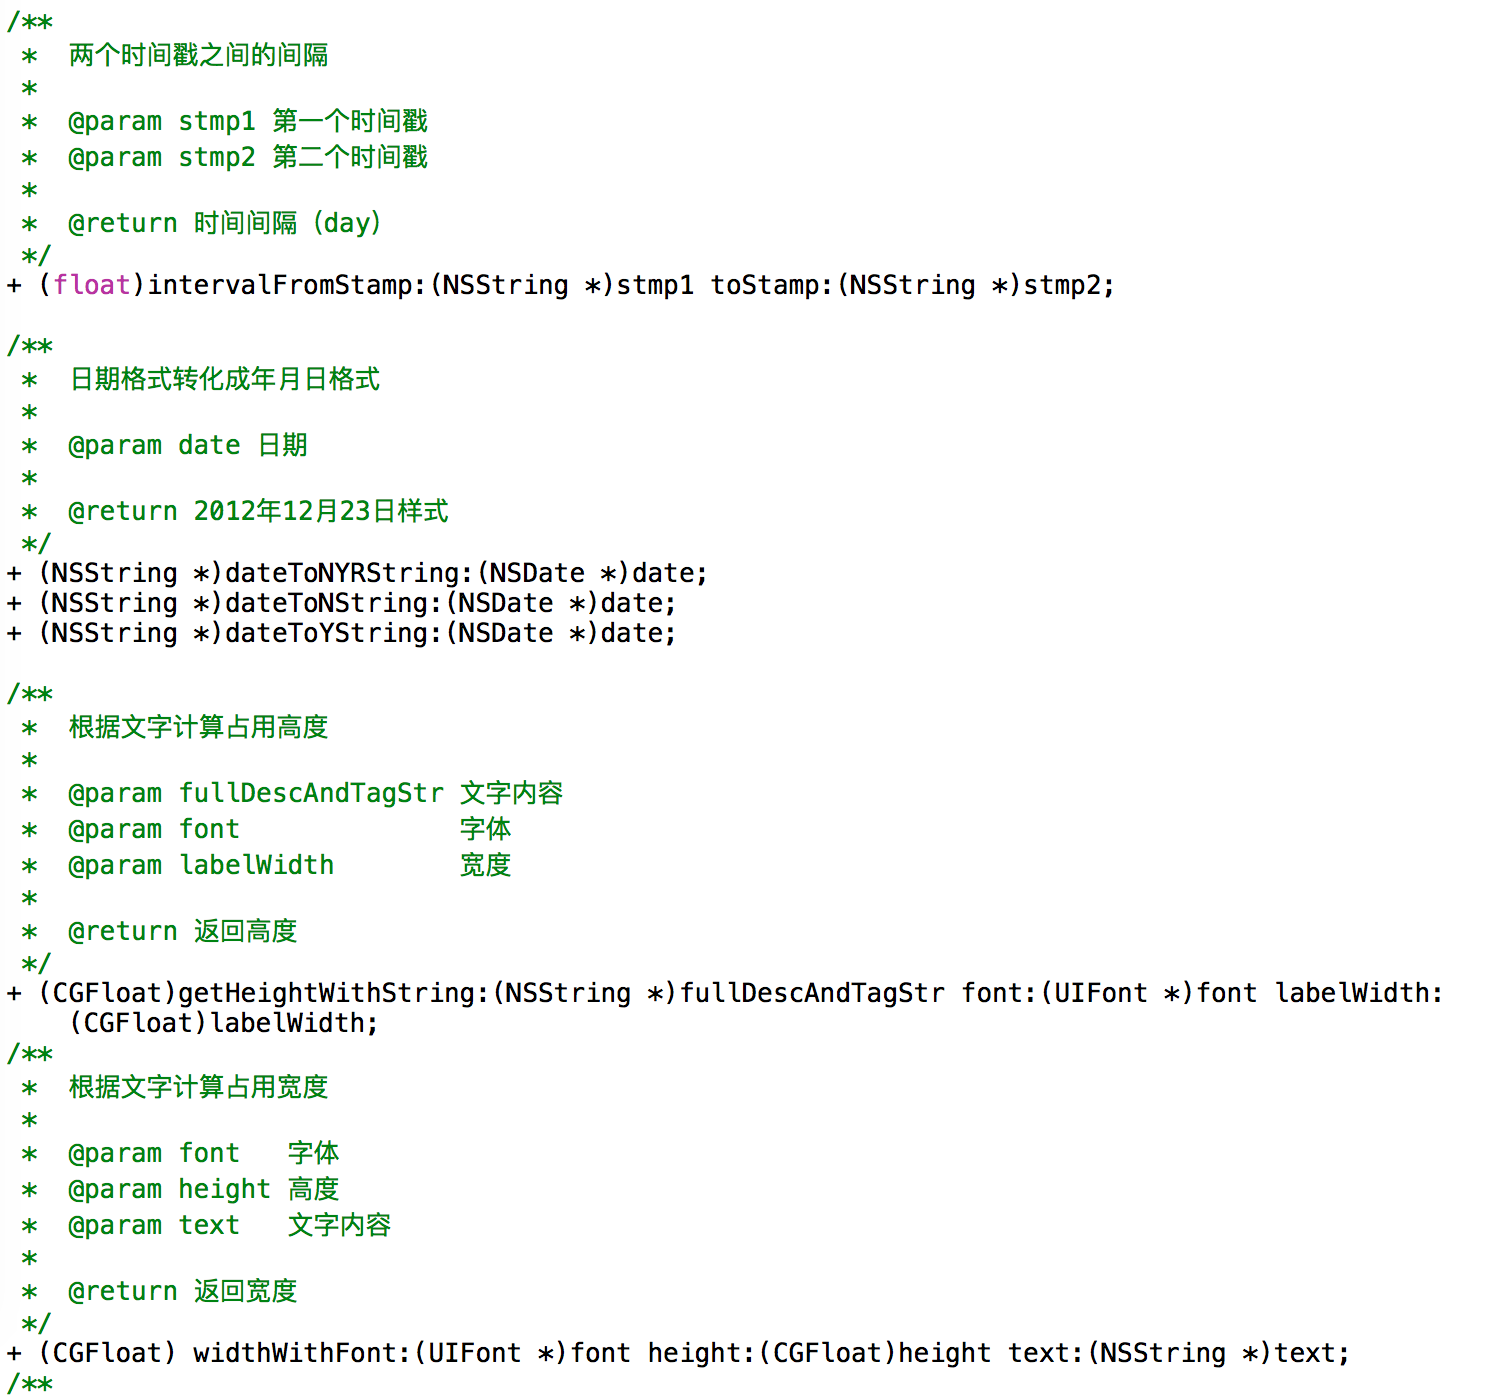 /**
 *  两个时间戳之间的间隔
 *
 *  @param stmp1 第一个时间戳
 *  @param stmp2 第二个时间戳
 *
 *  @return 时间间隔（day）
 */
+ (float)intervalFromStamp:(NSString *)stmp1 toStamp:(NSString *)stmp2;

/**
 *  日期格式转化成年月日格式
 *
 *  @param date 日期
 *
 *  @return 2012年12月23日样式
 */
+ (NSString *)dateToNYRString:(NSDate *)date;
+ (NSString *)dateToNString:(NSDate *)date;
+ (NSString *)dateToYString:(NSDate *)date;

/**
 *  根据文字计算占用高度
 *
 *  @param fullDescAndTagStr 文字内容
 *  @param font              字体
 *  @param labelWidth        宽度
 *
 *  @return 返回高度
 */
+ (CGFloat)getHeightWithString:(NSString *)fullDescAndTagStr font:(UIFont *)font labelWidth:
    (CGFloat)labelWidth;
/**
 *  根据文字计算占用宽度
 *
 *  @param font   字体
 *  @param height 高度
 *  @param text   文字内容
 *
 *  @return 返回宽度
 */
+ (CGFloat) widthWithFont:(UIFont *)font height:(CGFloat)height text:(NSString *)text;
/**